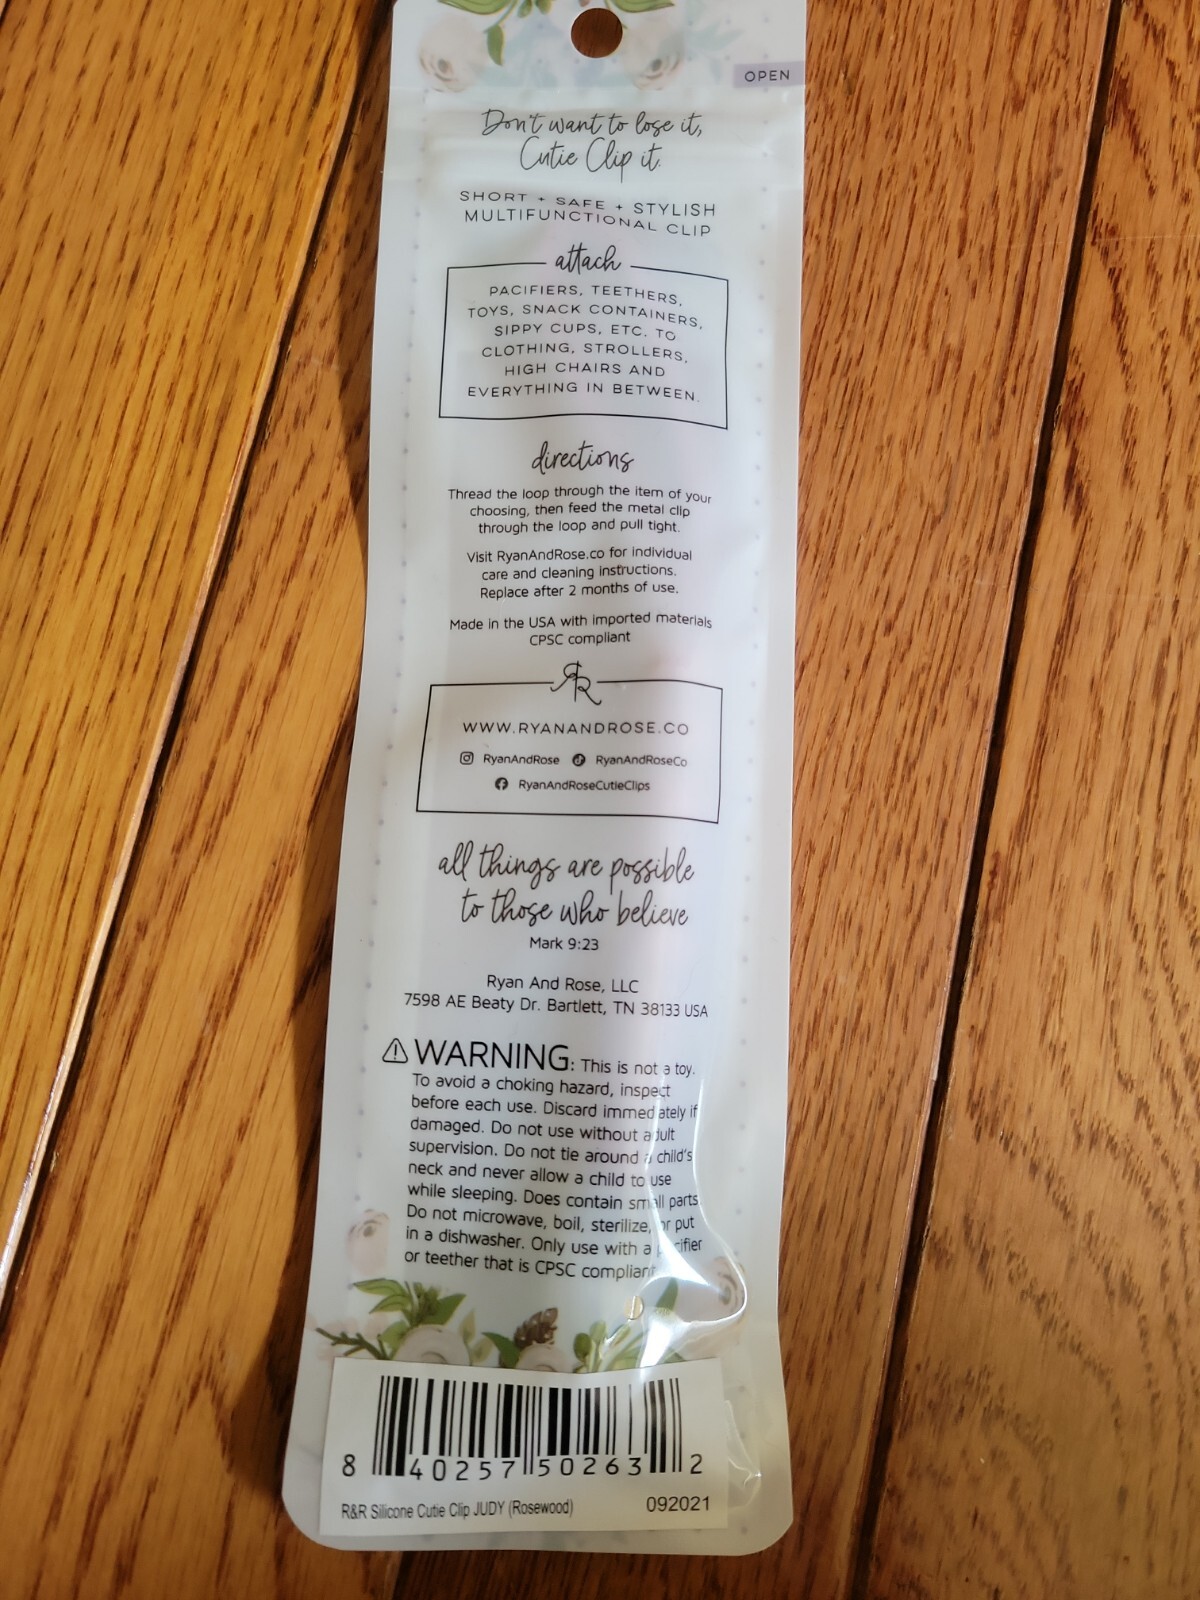 OPEN
Don't want to lose it,
Cutie Clip it.
SHORT + SAFE + STYLISH
MULTIFUNCTIONAL CLIP
attach
PACIFIERS, TEETHERS,
TOYS, SNACK CONTAINERS,
SIPPY CUPS, ETC. TO
CLOTHING, STROLLERS,
HIGH CHAIRS AND
EVERYTHING IN BETWEEN.
directions
Thread the loop through the item of your
choosing, then feed the metal clip
through the loop and pull tight.
Visit RyanAndRose.co for individual
care and cleaning instructions.
Replace after 2 months of use.
Made in the USA with imported materials
CPSC compliant
RR
WWW.RYANANDROSE.CO
RyanAndRose RyanAndRoseCo
RyanAndRoseCutieClips
all things are possible
to those who believe
Mark 9:23
Ryan And Rose, LLC
7598 AE Beaty Dr. Bartlett, TN 38133 USA
⚠ WARNING: This is not a toy.
To avoid a choking hazard, inspect
before each use. Discard immediately if
damaged. Do not use without adult
supervision. Do not tie around a child's
neck and never allow a child to use
while sleeping. Does contain small parts.
Do not microwave, boil, sterilize, or put
in a dishwasher. Only use with a pacifier
or teether that is CPSC compliant.
8 40257 50263 2
R&R Silicone Cutie Clip JUDY (Rosewood) 092021